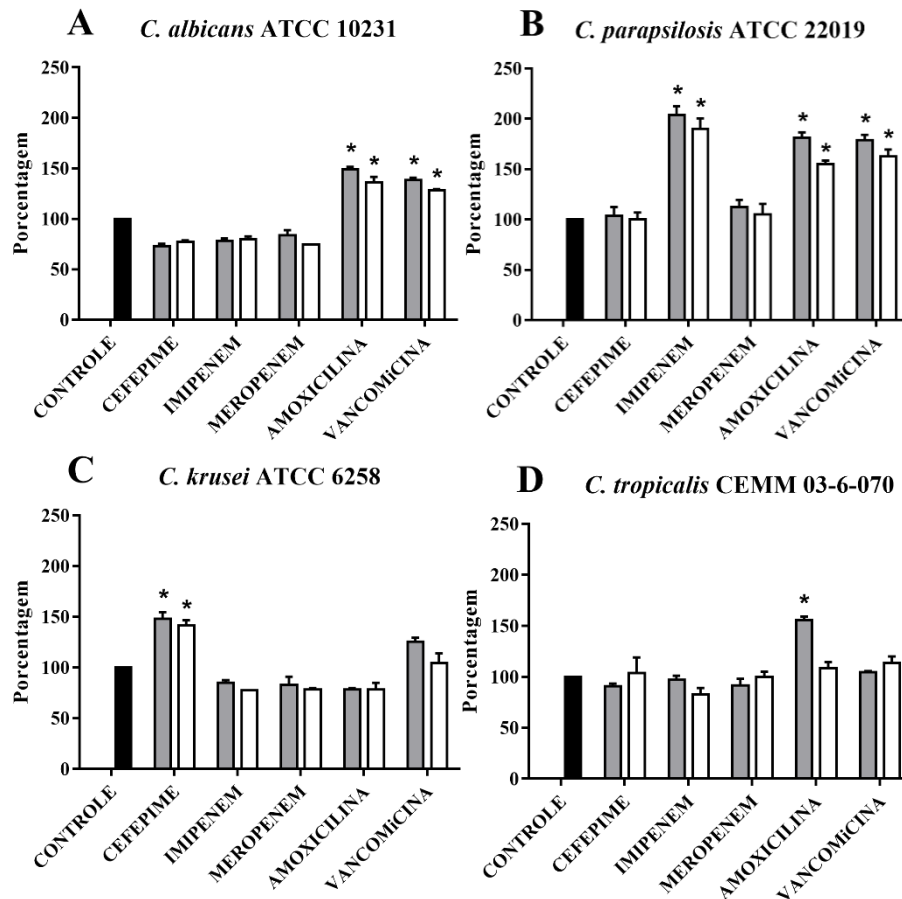 A
C. albicans ATCC 10231
Porcentagem
250
200
150
100
50
0
* * * *
CONTROLE
CEFEPIME
IMIPENEM
MEROPENEM
AMOXICILINA
VANCOMiCINA
B
C. parapsilosis ATCC 22019
Porcentagem
250
200
150
100
50
0
* * * * * *
CONTROLE
CEFEPIME
IMIPENEM
MEROPENEM
AMOXICILINA
VANCOMiCINA
C
C. krusei ATCC 6258
Porcentagem
250
200
150
100
50
0
* *
CONTROLE
CEFEPIME
IMIPENEM
MEROPENEM
AMOXICILINA
VANCOMiCINA
D
C. tropicalis CEMM 03-6-070
Porcentagem
250
200
150
100
50
0
*
CONTROLE
CEFEPIME
IMIPENEM
MEROPENEM
AMOXICILINA
VANCOMiCINA